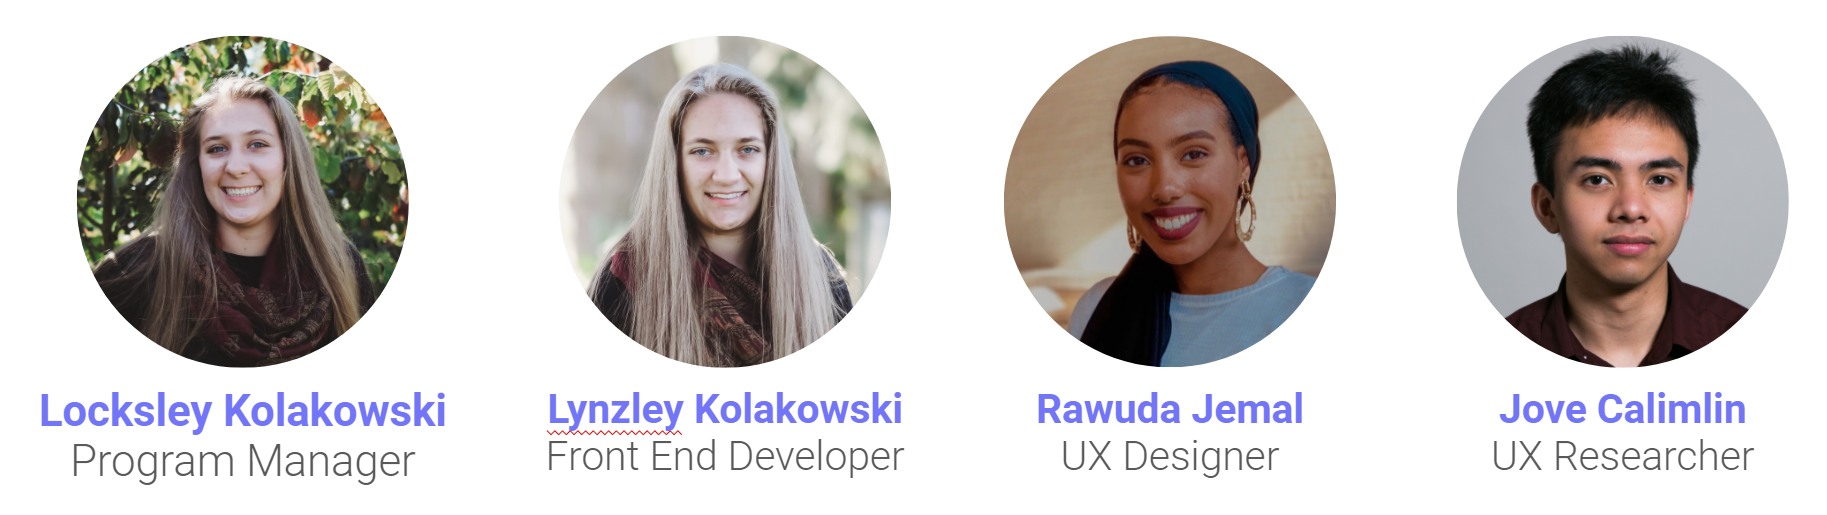 Locksley Kolakowski
Program Manager
Lynzley Kolakowski
Front End Developer
Rawuda Jemal
UX Designer
Jove Calimlin
UX Researcher